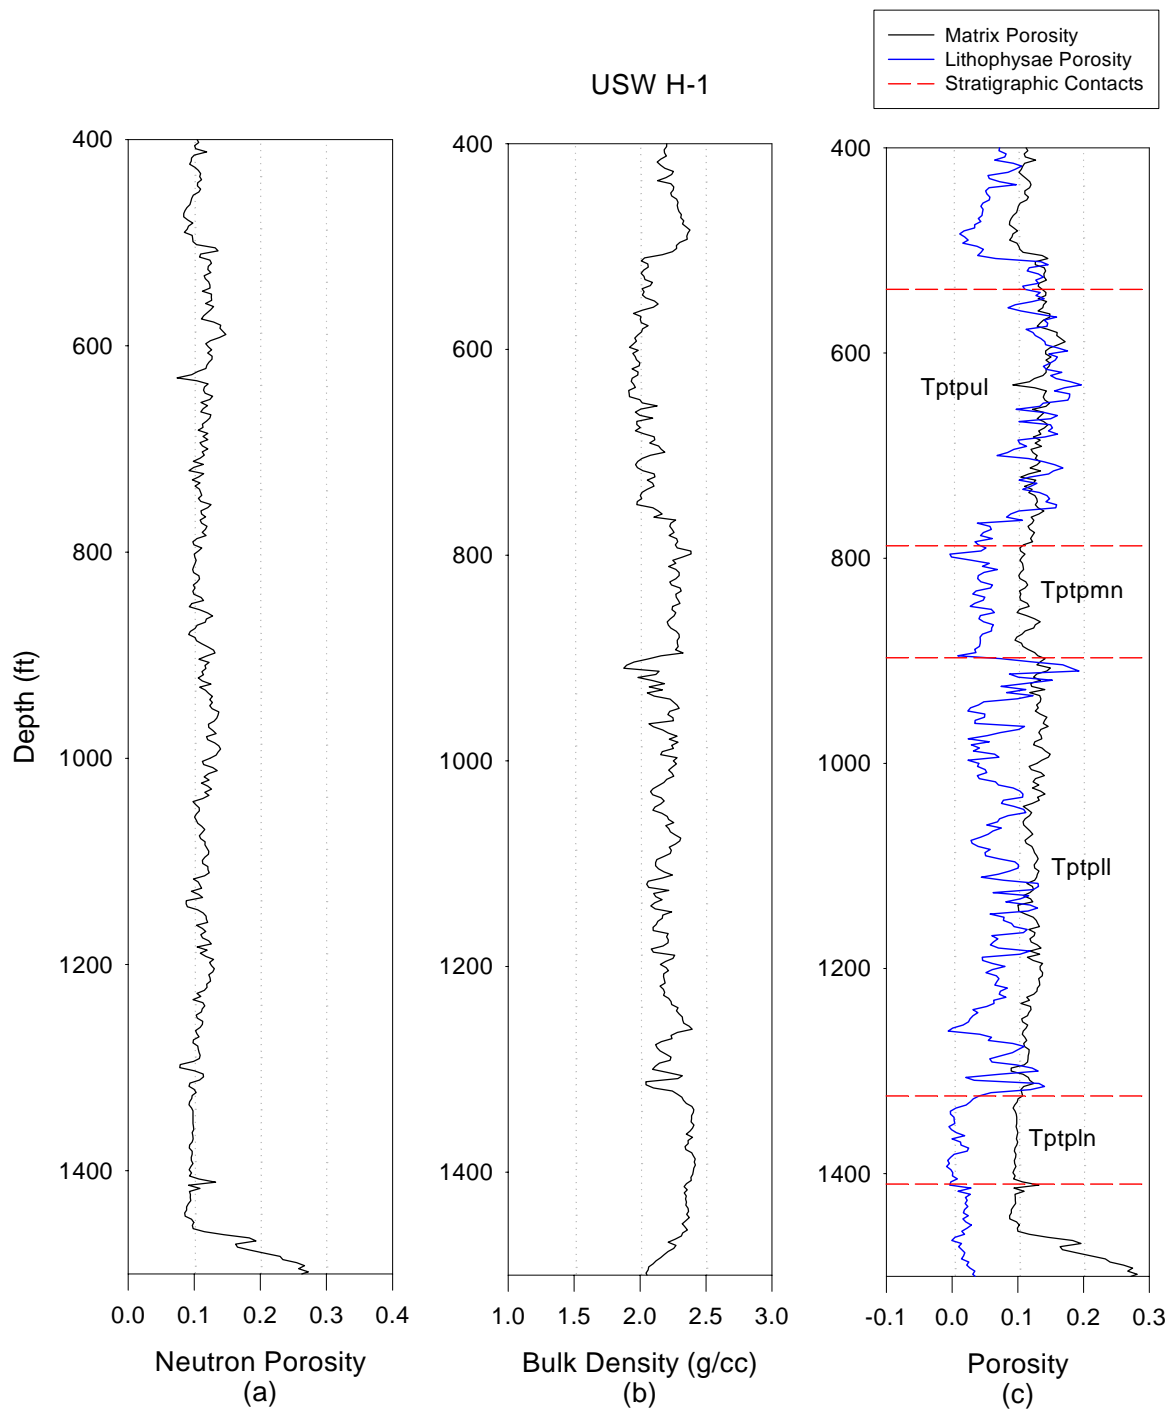 Matrix Porosity
Lithophysae Porosity
Stratigraphic Contacts
USW H-1
400
600
800
1000
1200
1400
Depth (ft)
0.0 0.1 0.2 0.3 0.4
Neutron Porosity
(a)
400
600
800
1000
1200
1400
1.0 1.5 2.0 2.5 3.0
Bulk Density (g/cc)
(b)
400
600
800
1000
1200
1400
Tptpul
Tptpmn
Tptpll
Tptpln
-0.1 0.0 0.1 0.2 0.3
Porosity
(c)